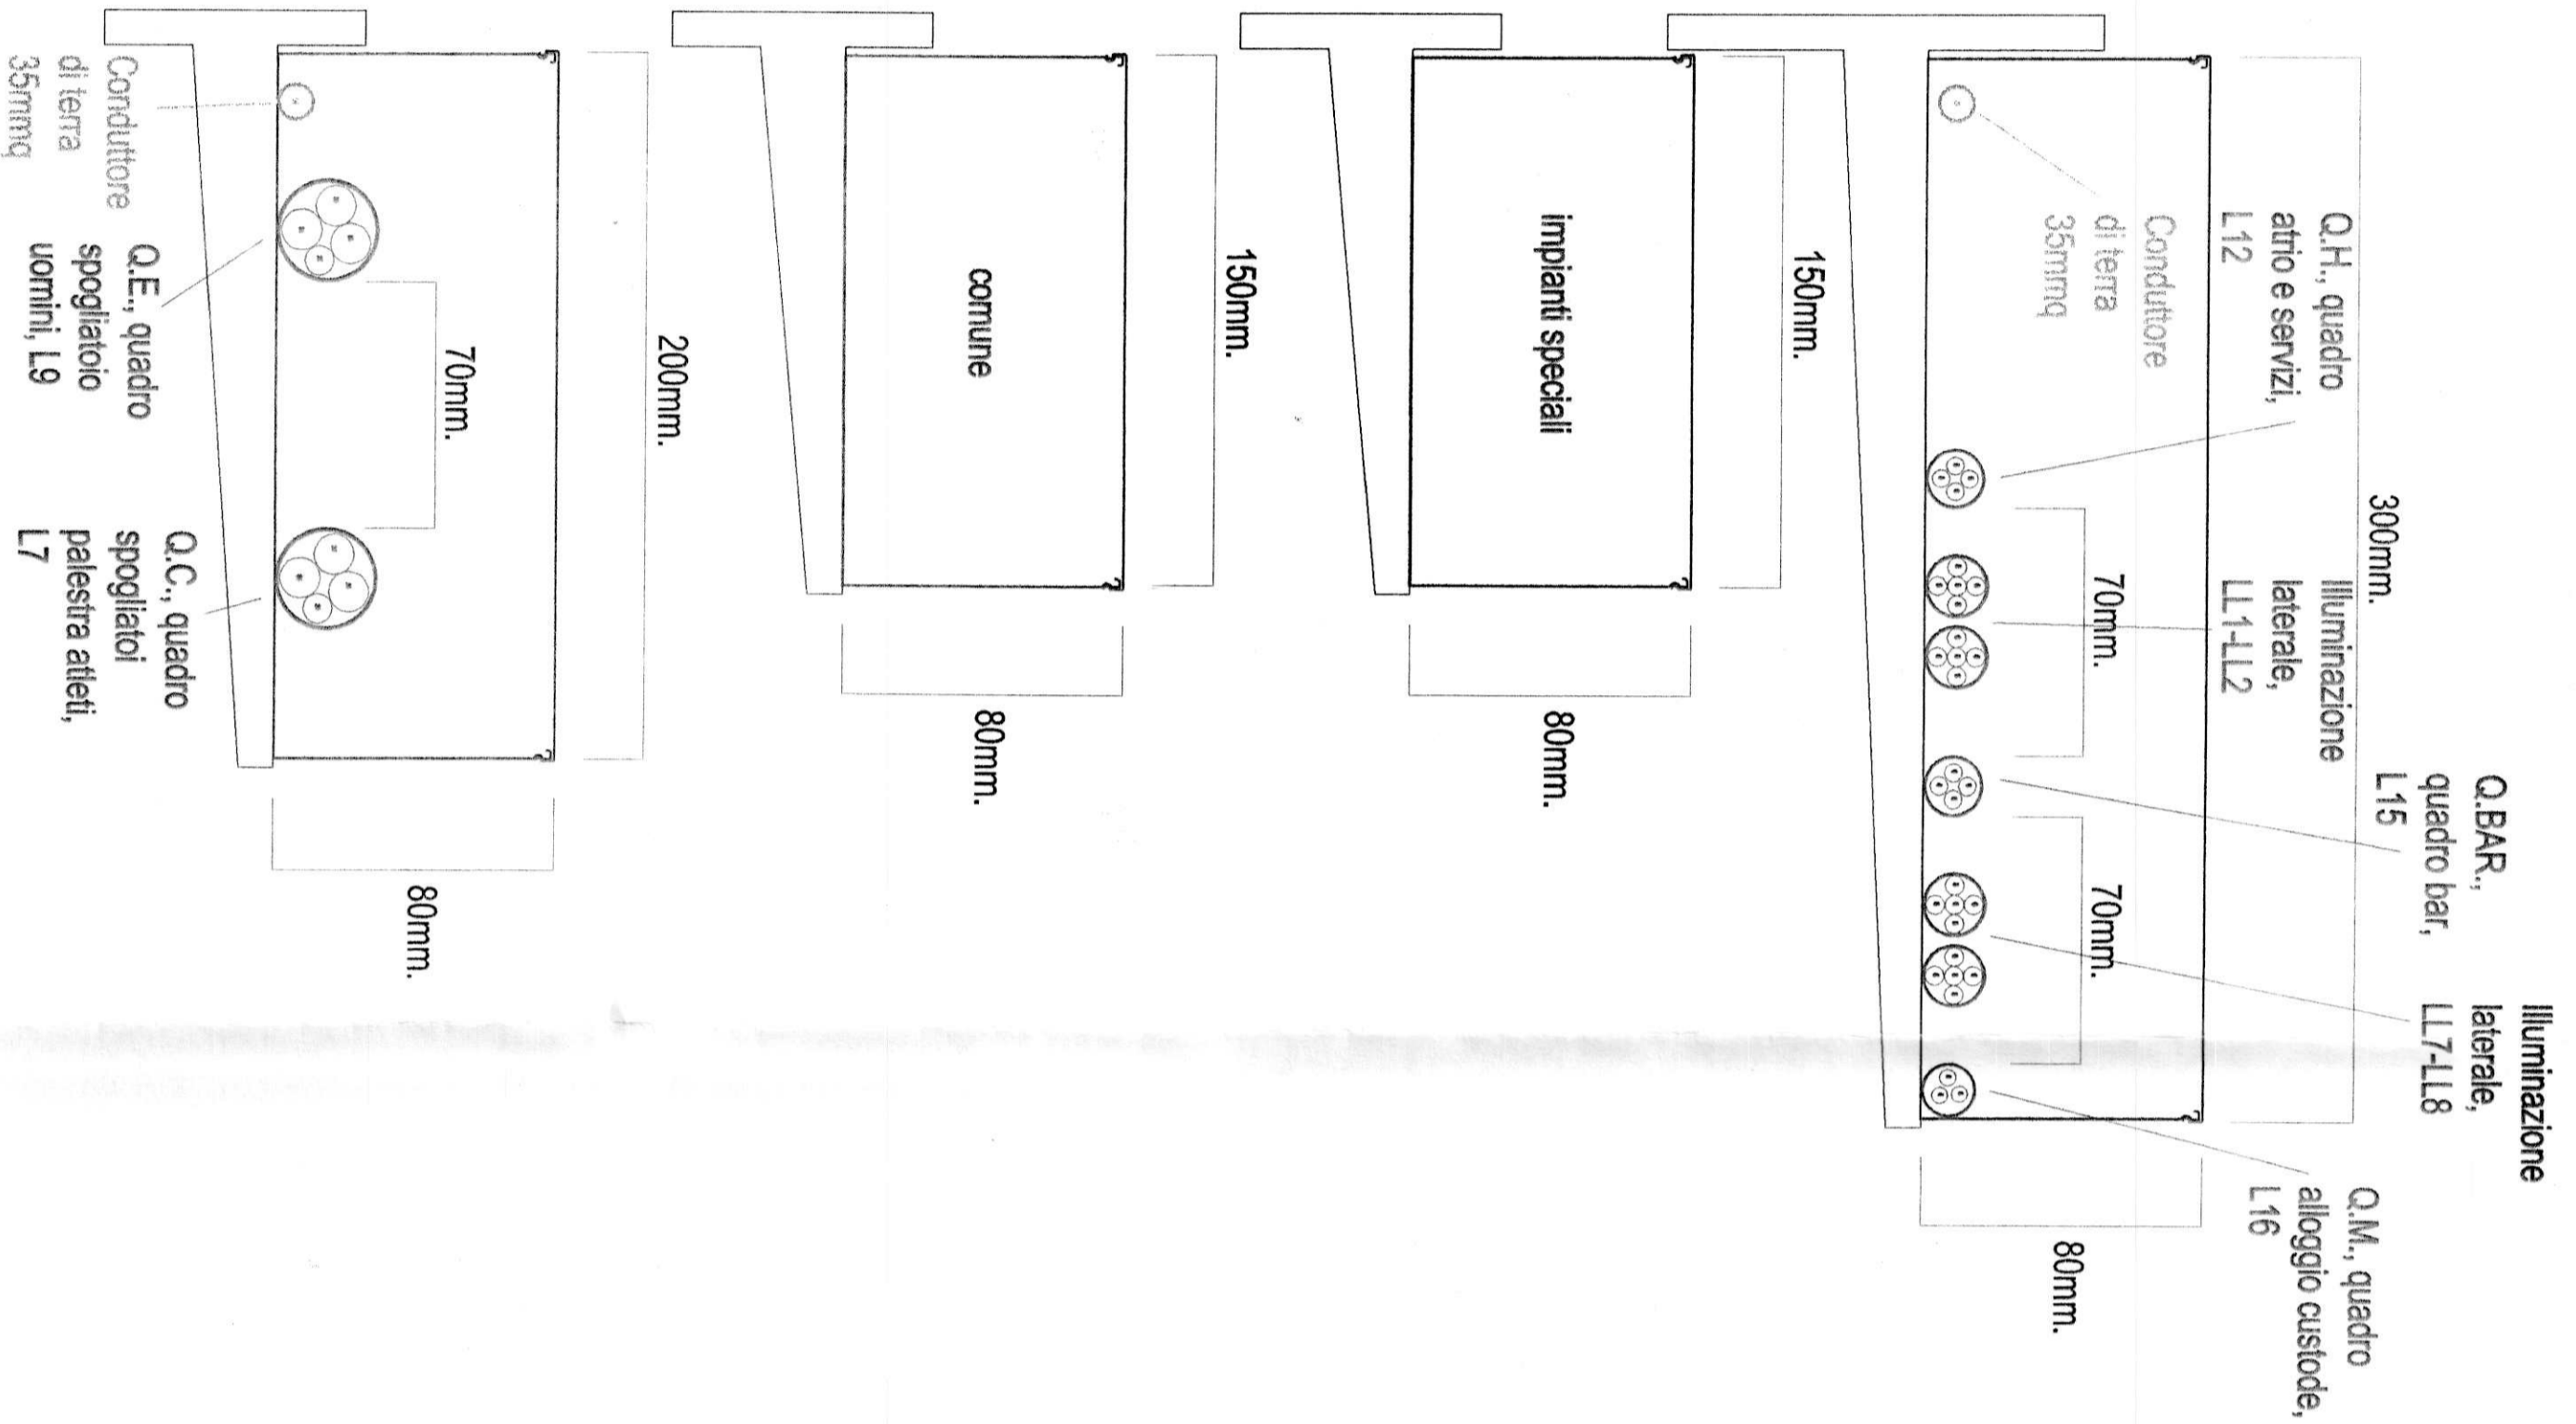 Illuminazione
laterale,
LL7-LL8
Q.BAR.,
quadro bar,
L15
Q.M., quadro
alloggio custode,
L16
300mm.
Q.H., quadro
atrio e servizi,
L12
Illuminazione
laterale,
LL1-LL2
Conduttore
di terra
35mmq
70mm.
70mm.
80mm.
150mm.
impianti speciali
80mm.
150mm.
comune
80mm.
200mm.
70mm.
80mm.
Conduttore
di terra
35mmq
Q.E., quadro
spogliatoio
uomini, L9
Q.C., quadro
spogliatoi
palestra atleti,
L7